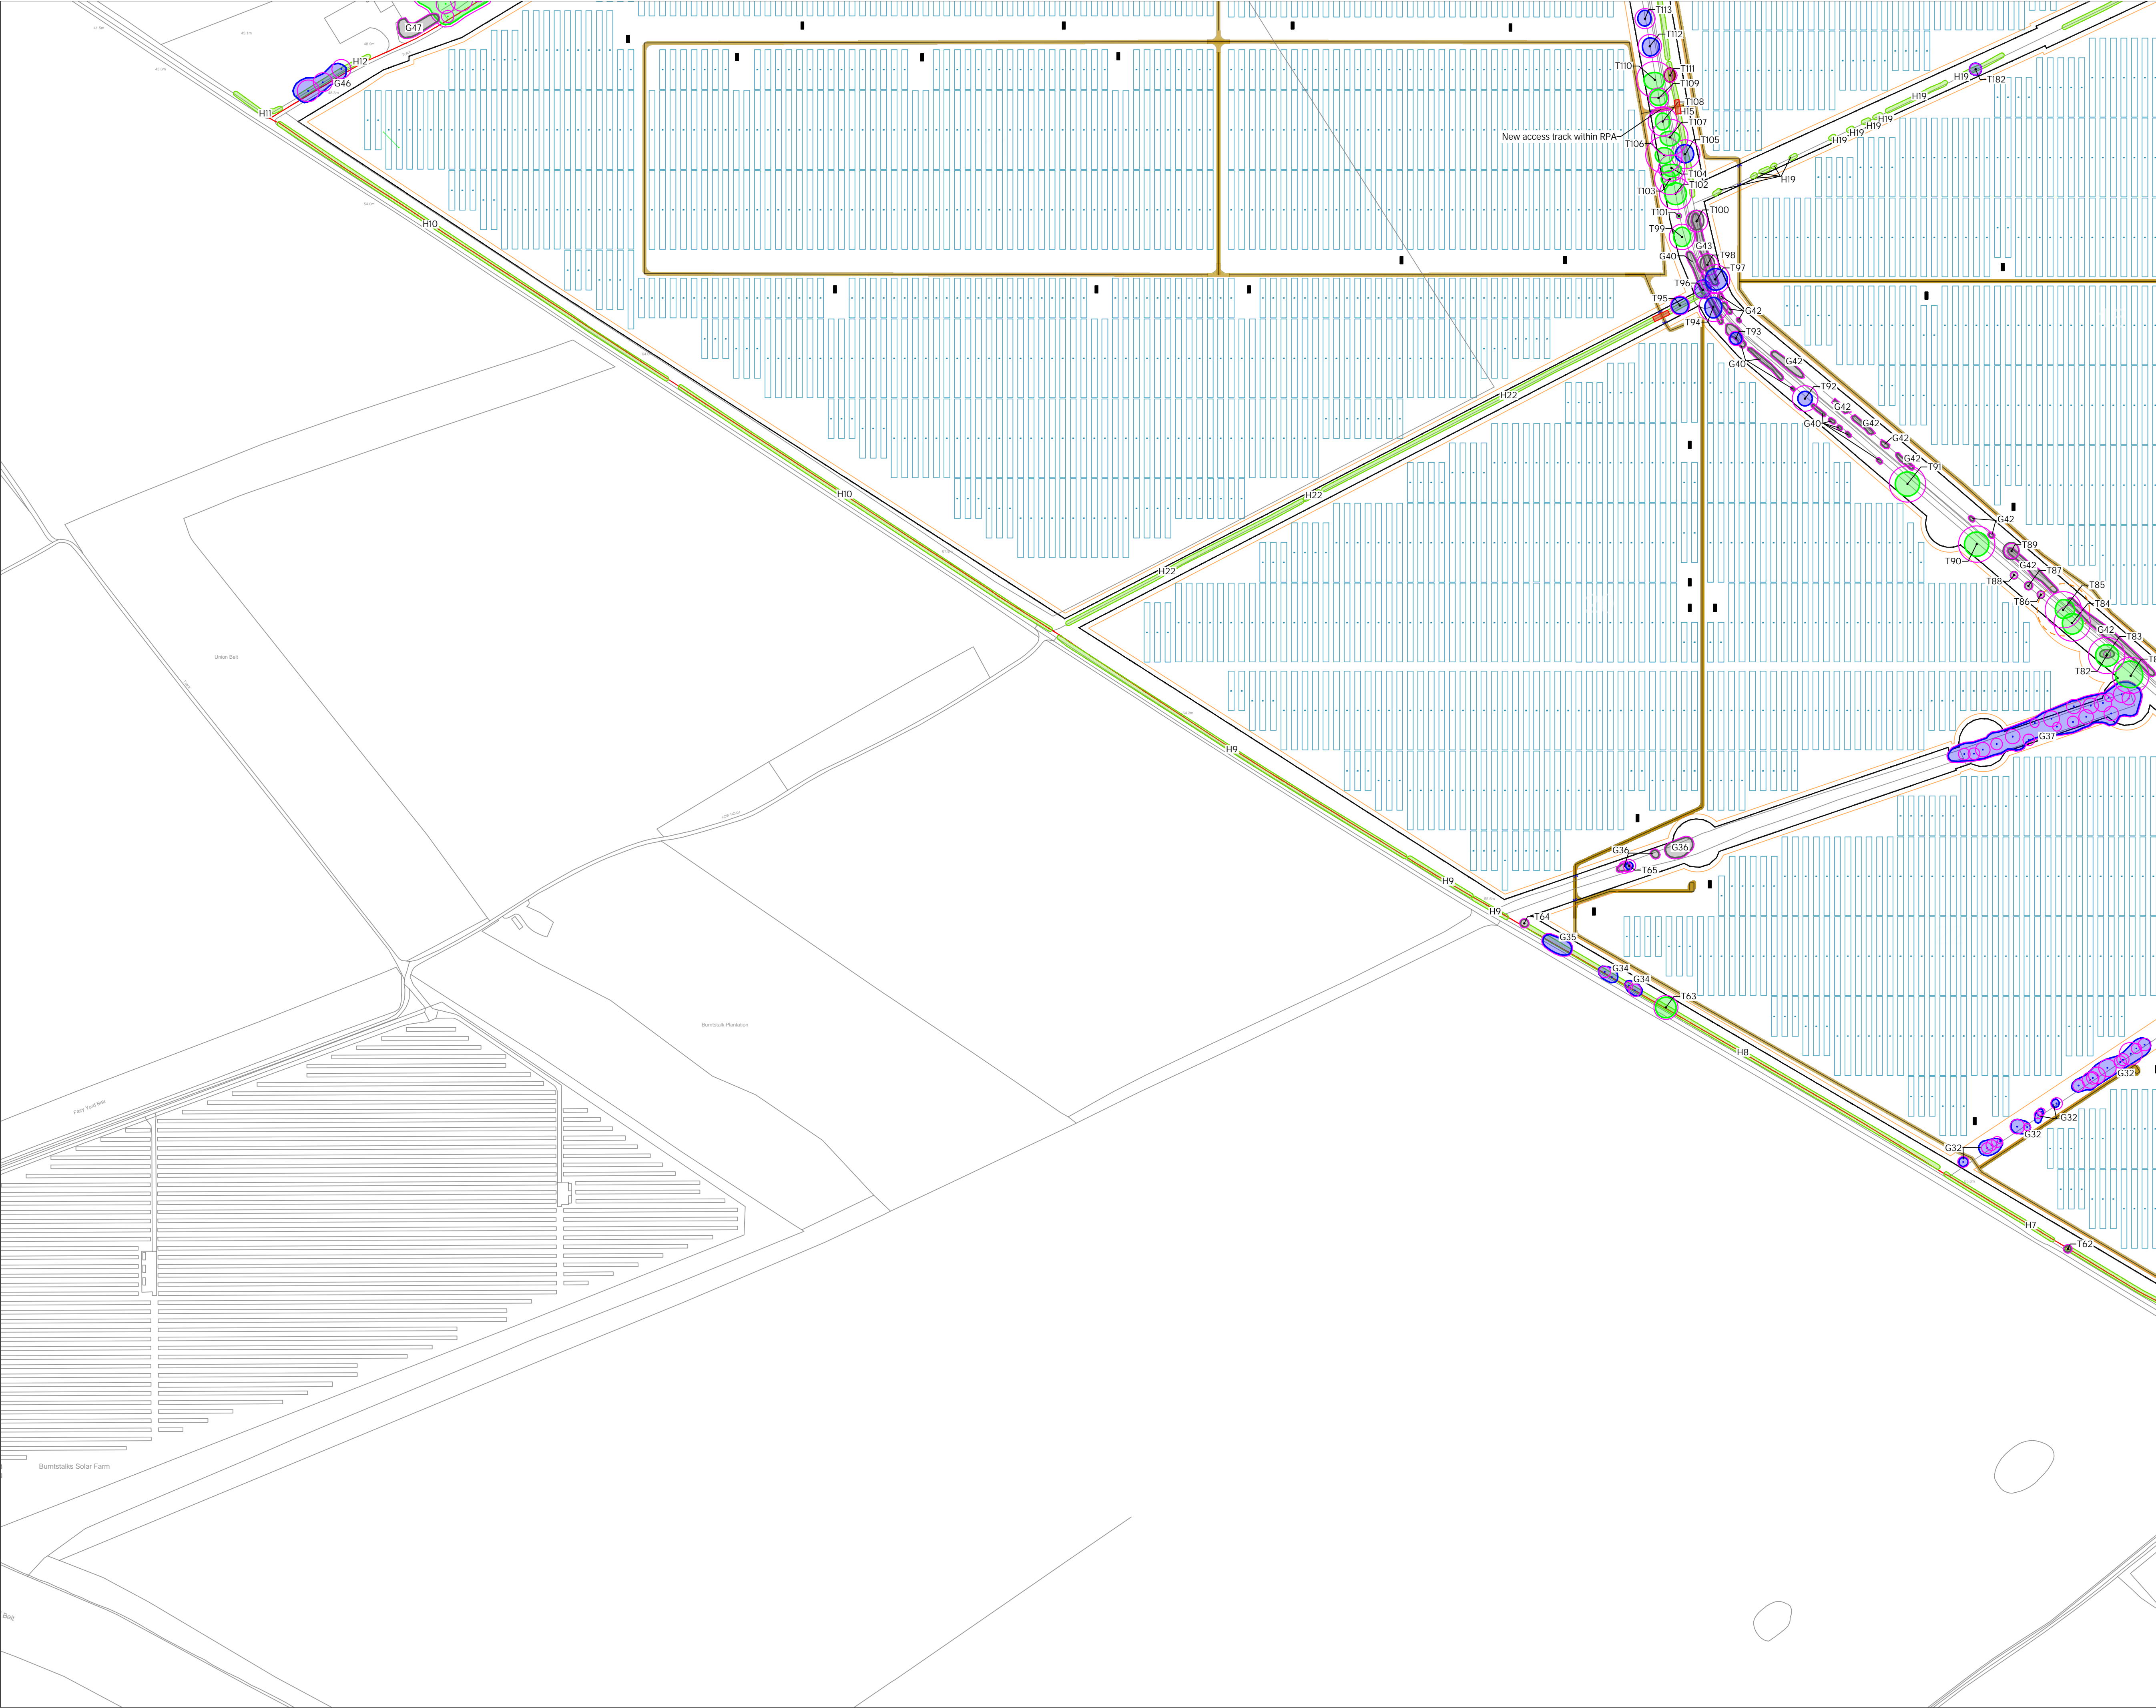 G47
H12
G46
H11
H10
T113
T112
T110
T111
T109
T108
H15
New access track within RPA
T107
T106
T105
T104
T103
T102
T101
T100
T99
G43
G40
T98
T97
T96
T95
T94
G42
T93
G40
G42
T92
G42
G40
G42
G42
G42
T91
H19
T182
H19
H19
H19
H19
H19
H19
H22
H10
H22
H22
G42
T90
T89
G42
T88
T87
T86
T85
T84
G42
T83
T82
G37
Union Belt
H9
G36
G36
T65
H9
H9
T64
G35
G34
G34
T63
Burntstalk Plantation
H8
G32
G32
G32
G32
Fairy Yard Belt
H7
T62
Burntstalks Solar Farm
Belt